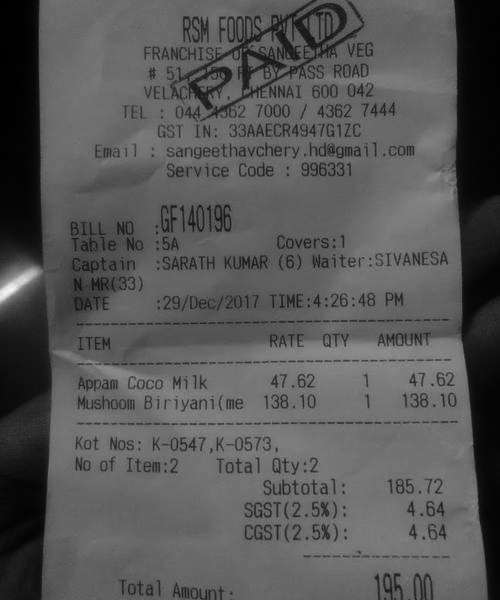 RSM FOODS PVT LTD
FRANCHISE OF SANGEETHA VEG
PAID
# 51, 150 FT BY PASS ROAD
VELACHERY, CHENNAI 600 042
TEL : 044 4362 7000 / 4362 7444
GST IN: 33AAECR4947G1ZC
Email : sangeethavchery.hd@gmail.com
Service Code : 996331
BILL NO :GF140196
Table No :5A Covers:1
Captain :SARATH KUMAR (6) Waiter:SIVANESA
N MR(33)
DATE :29/Dec/2017 TIME:4:26:48 PM
ITEM RATE QTY AMOUNT
Appam Coco Milk 47.62 1 47.62
Mushoom Biriyani(me 138.10 1 138.10
Kot Nos: K-0547,K-0573,
No of Item:2 Total Qty:2
Subtotal: 185.72
SGST(2.5%): 4.64
CGST(2.5%): 4.64
Total Amount: 195.00